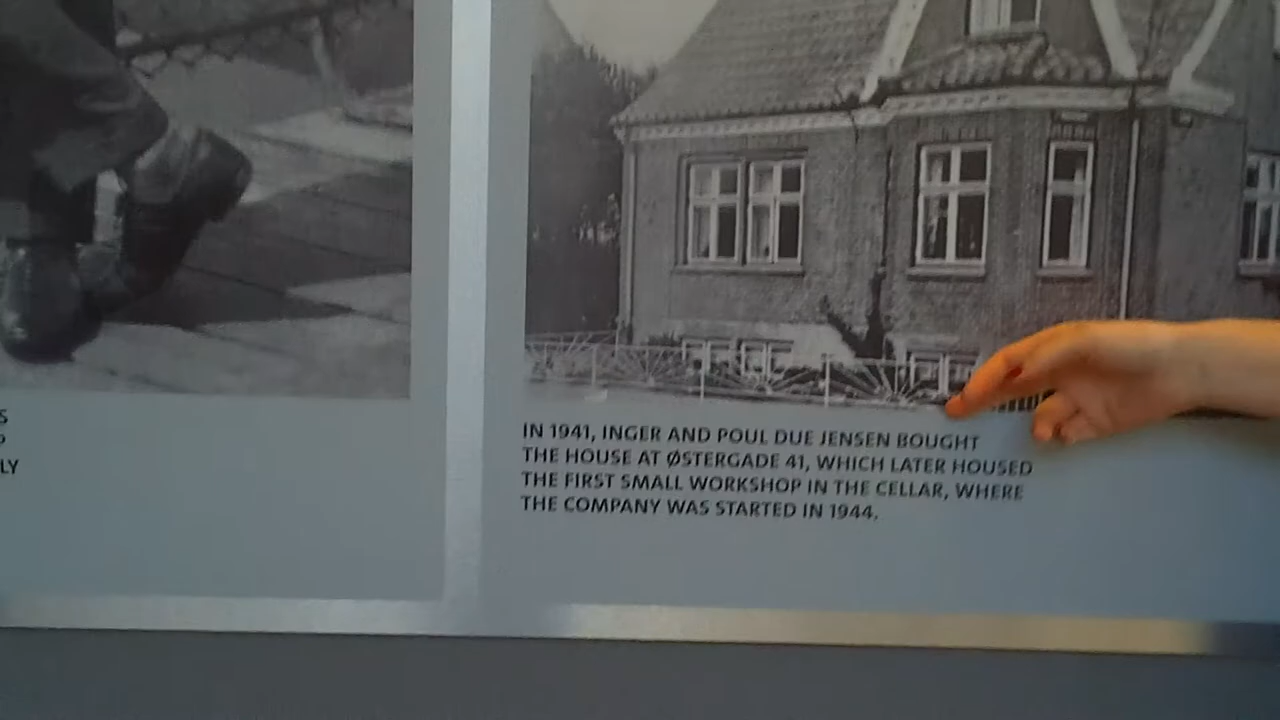 S
LY
IN 1941, INGER AND POUL DUE JENSEN BOUGHT
THE HOUSE AT ØSTERGADE 41, WHICH LATER HOUSED
THE FIRST SMALL WORKSHOP IN THE CELLAR, WHERE
THE COMPANY WAS STARTED IN 1944.